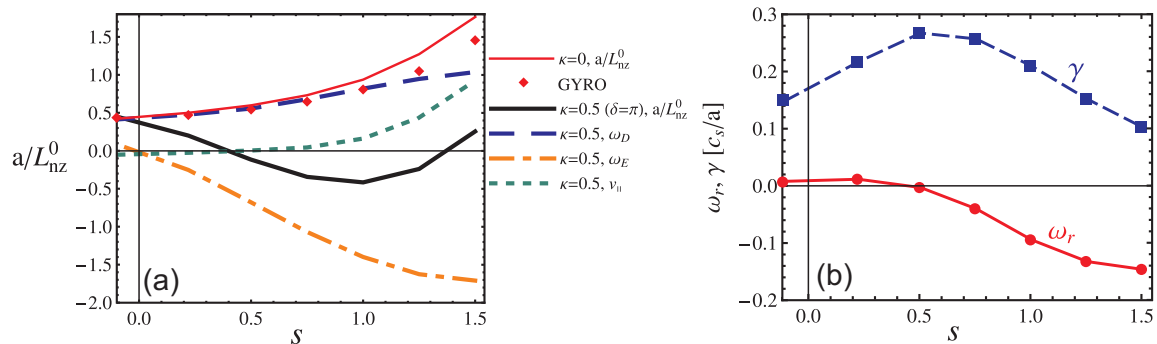 1.5
1.0
0.5
0.0
−0.5
−1.0
−1.5
−2.0
a/L⁰ₙz
0.0 0.5 1.0 1.5
s
(a)
κ=0, a/L⁰ₙz
GYRO
κ=0.5 (δ=π), a/L⁰ₙz
κ=0.5, ω_D
κ=0.5, ω_E
κ=0.5, v_∥
0.3
0.2
0.1
0.0
−0.1
−0.2
ω_r, γ [c_s/a]
γ
ω_r
(b)
0.0 0.5 1.0 1.5
s